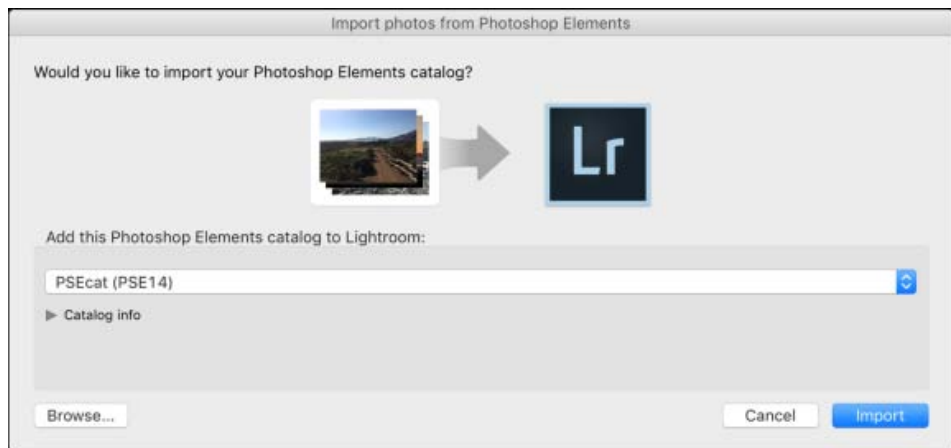 Import photos from Photoshop Elements
Would you like to import your Photoshop Elements catalog?
Lr
Add this Photoshop Elements catalog to Lightroom:
PSEcat (PSE14)
Catalog info
Browse...
Cancel
Import